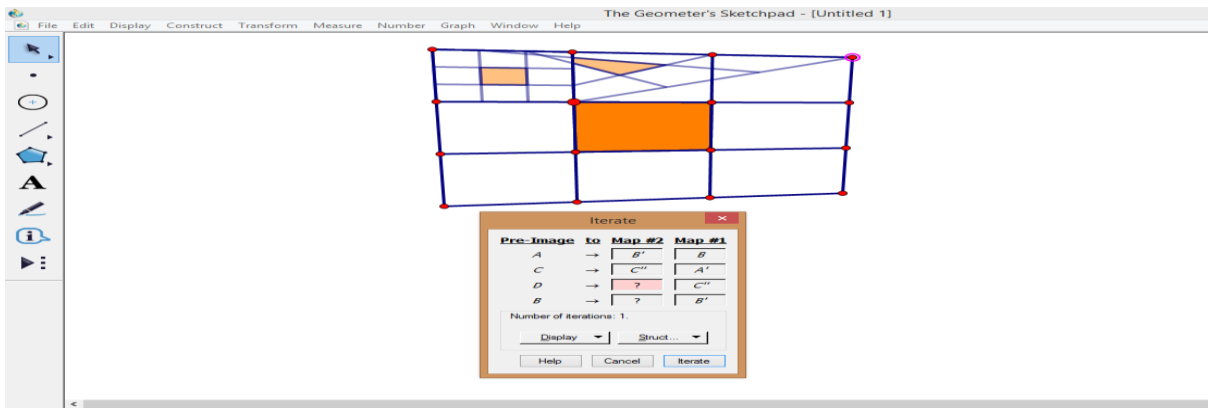 The Geometer's Sketchpad - [Untitled 1]
File Edit Display Construct Transform Measure Number Graph Window Help
A
Iterate
Pre-Image to Map #2 Map #1
A → B' B
C → C'' A'
D → ? C''
B → ? B'
Number of iterations: 1.
Display Struct...
Help Cancel Iterate